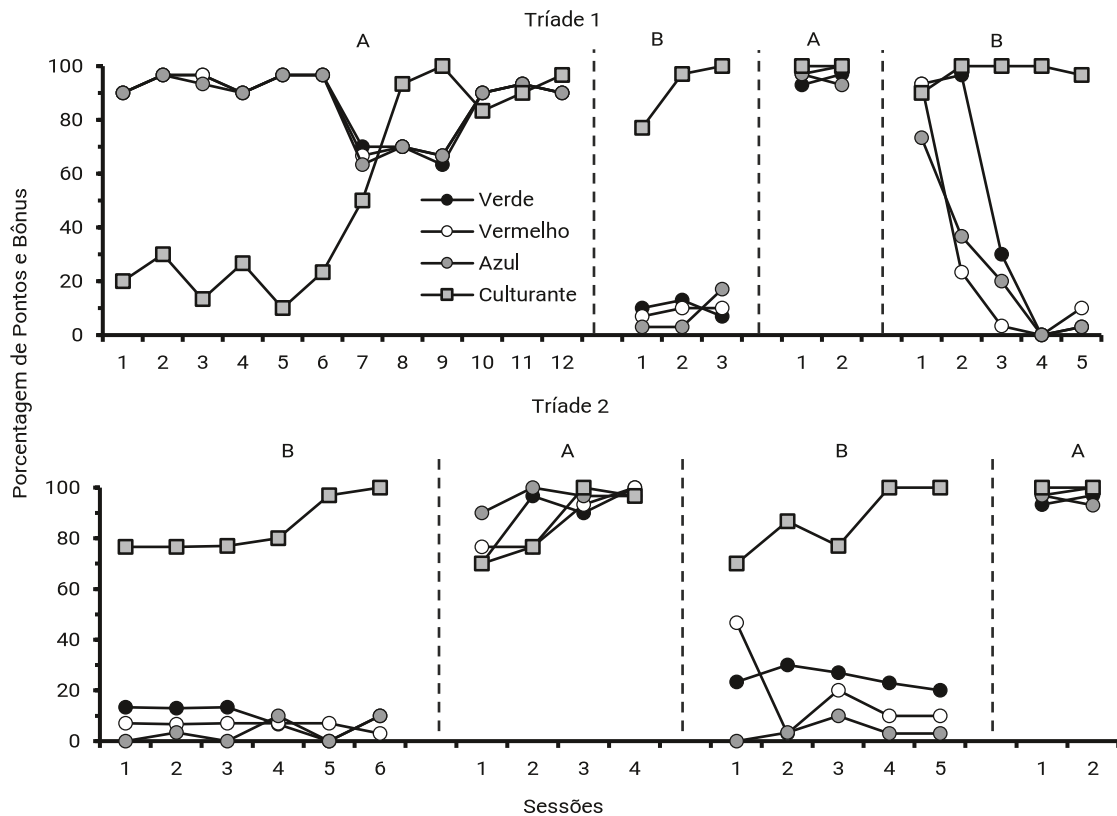 Tríade 1
A B A B
100
80
60
40
20
0
Verde
Vermelho
Azul
Culturante
1 2 3 4 5 6 7 8 9 10 11 12 1 2 3 1 2 1 2 3 4 5
Porcentagem de Pontos e Bônus
Tríade 2
B A B A
100
80
60
40
20
0
1 2 3 4 5 6 1 2 3 4 1 2 3 4 5 1 2
Sessões